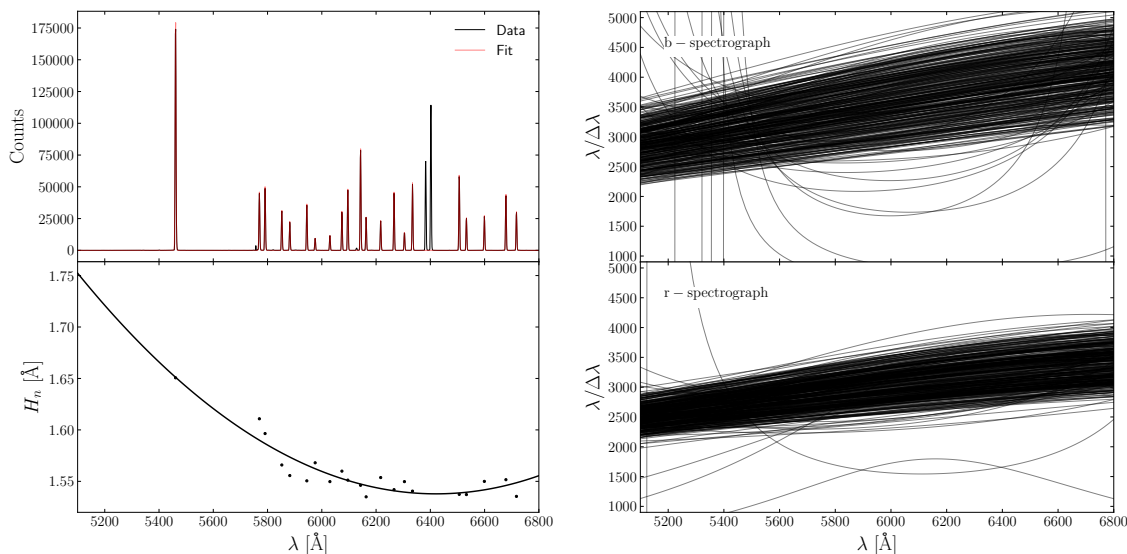 175000
150000
125000
100000
75000
50000
25000
0
Counts
Data
Fit
1.75
1.70
1.65
1.60
1.55
H_n [Å]
5200 5400 5600 5800 6000 6200 6400 6600 6800
λ [Å]
5000
4500
4000
3500
3000
2500
2000
1500
1000
λ/Δλ
b − spectrograph
5000
4500
4000
3500
3000
2500
2000
1500
1000
λ/Δλ
r − spectrograph
5200 5400 5600 5800 6000 6200 6400 6600 6800
λ [Å]